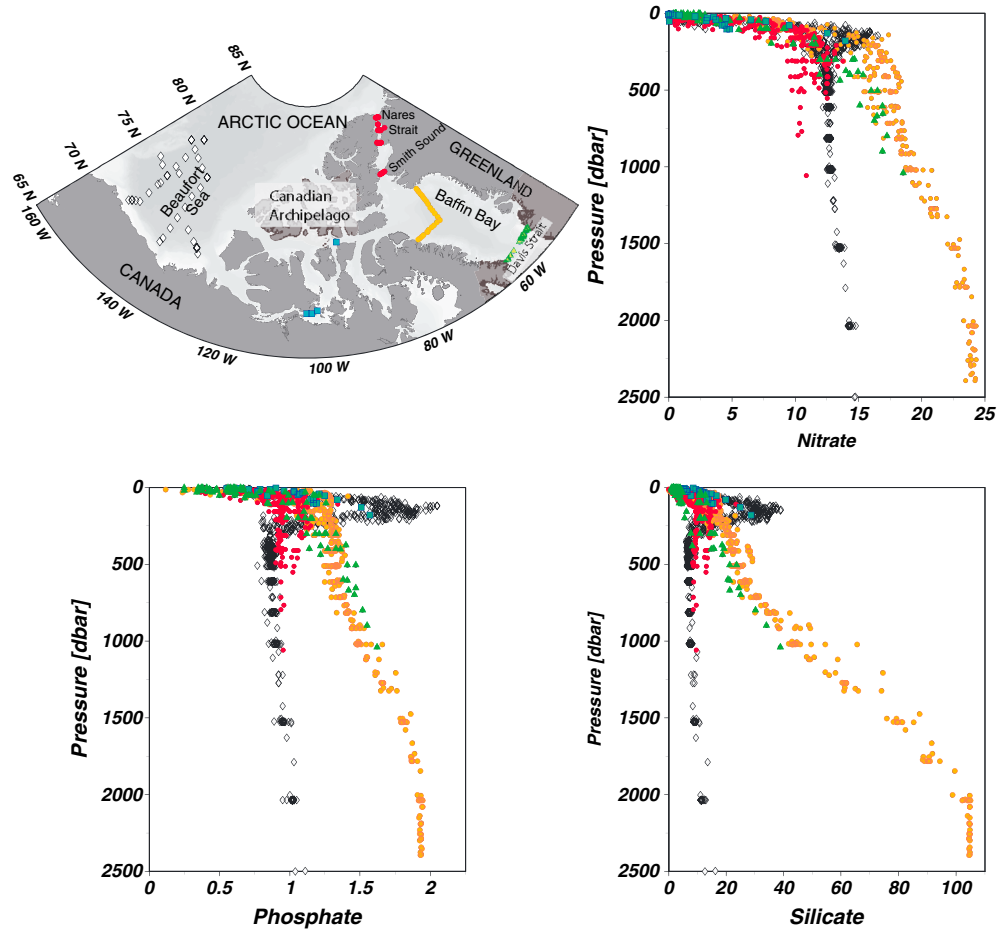 85 N
80 N
75 N
70 N
65 N
160 W
140 W
120 W
100 W
80 W
60 W
ARCTIC OCEAN
Nares
Strait
Smith Sound
GREENLAND
Beaufort
Sea
Canadian
Archipelago
Baffin Bay
Davis Strait
CANADA
0
500
1000
1500
2000
2500
Pressure [dbar]
0 5 10 15 20 25
Nitrate
0
500
1000
1500
2000
2500
Pressure [dbar]
0 0.5 1 1.5 2
Phosphate
0
500
1000
1500
2000
2500
Pressure [dbar]
0 20 40 60 80 100
Silicate